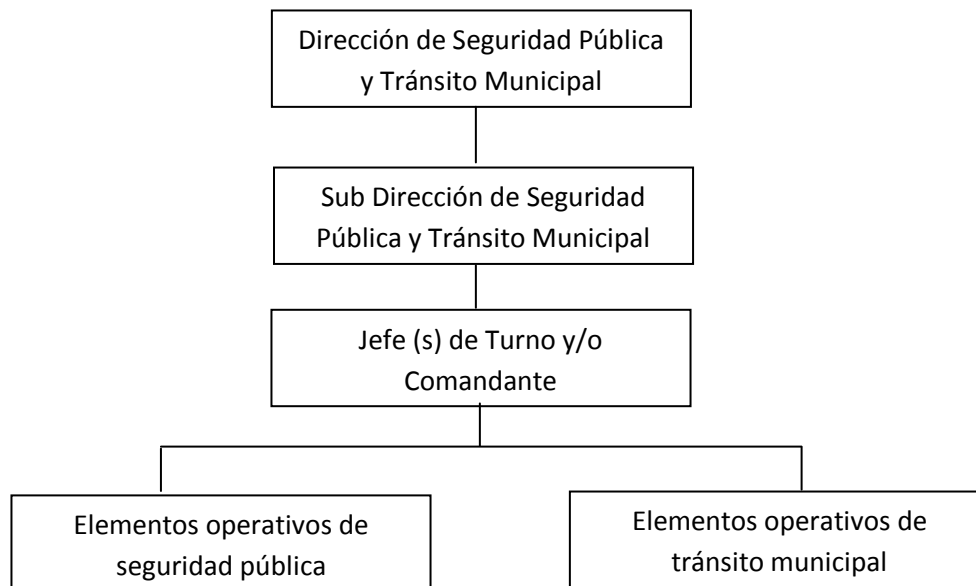 Dirección de Seguridad Pública
y Tránsito Municipal
Sub Dirección de Seguridad
Pública y Tránsito Municipal
Jefe (s) de Turno y/o
Comandante
Elementos operativos de
seguridad pública
Elementos operativos de
tránsito municipal